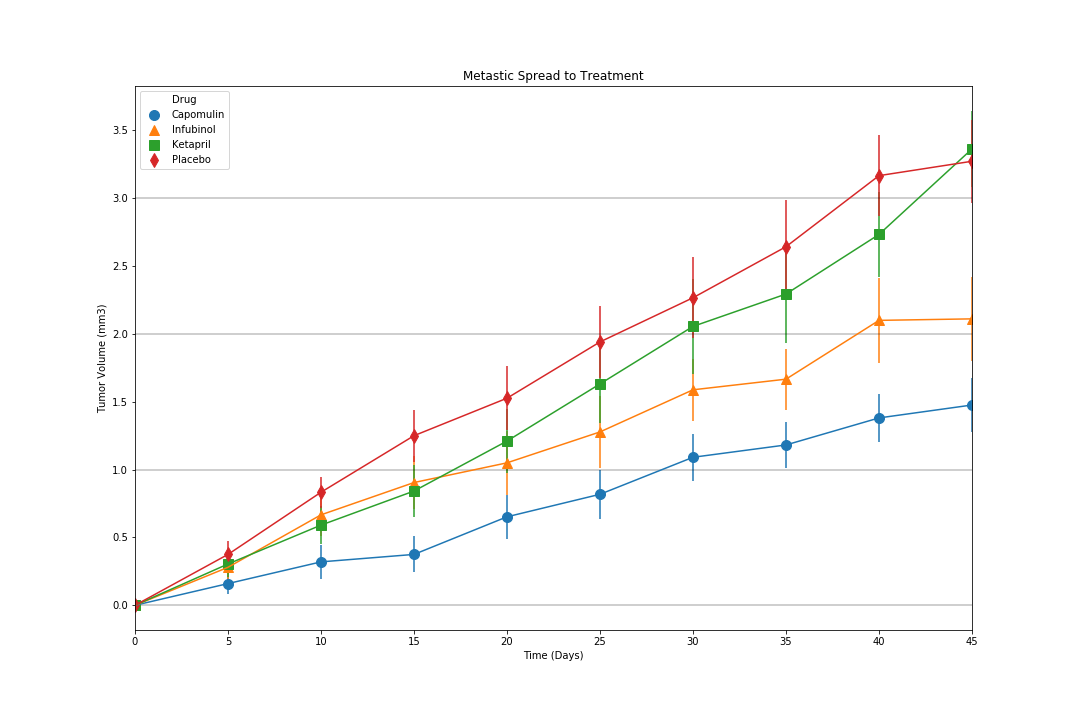 Metastic Spread to Treatment
Drug
Capomulin
Infubinol
Ketapril
Placebo
3.5
3.0
2.5
2.0
1.5
1.0
0.5
0.0
Tumor Volume (mm3)
0 5 10 15 20 25 30 35 40 45
Time (Days)